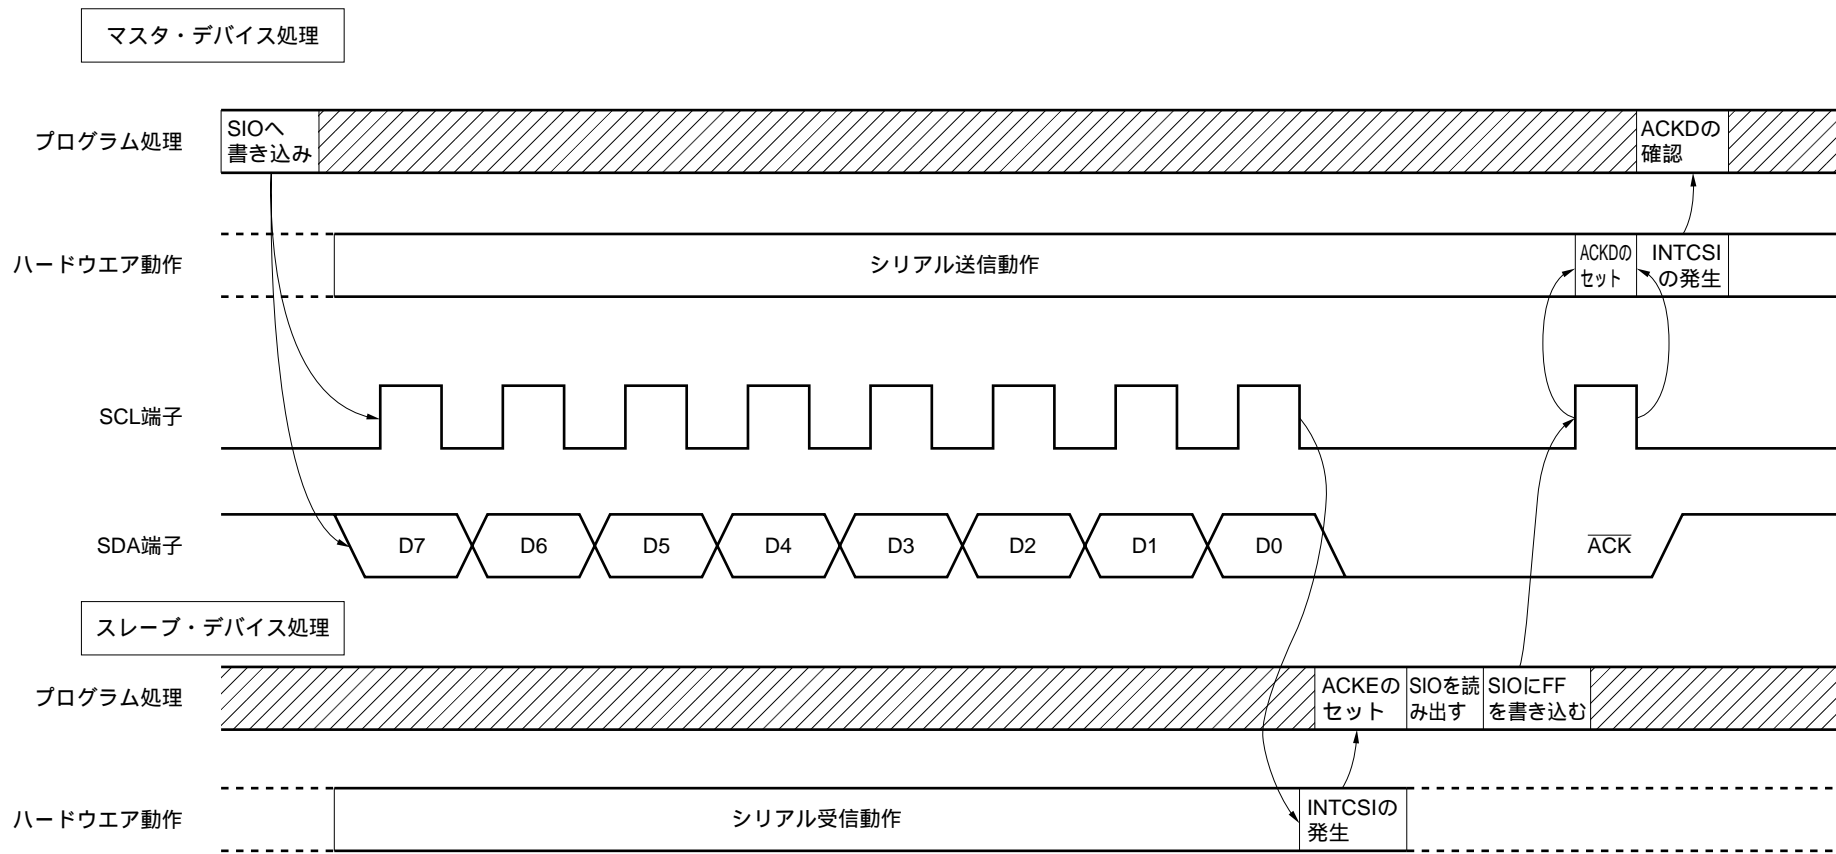 マスタ・デバイス処理
プログラム処理
SIOへ
書き込み
ACKDの
確認
ハードウエア動作
シリアル送信動作
ACKDの
セット
INTCSI
の発生
SCL端子
SDA端子
D7
D6
D5
D4
D3
D2
D1
D0
ACK
スレーブ・デバイス処理
プログラム処理
ACKEの
セット
SIOを読
み出す
SIOにFF
を書き込む
ハードウエア動作
シリアル受信動作
INTCSIの
発生